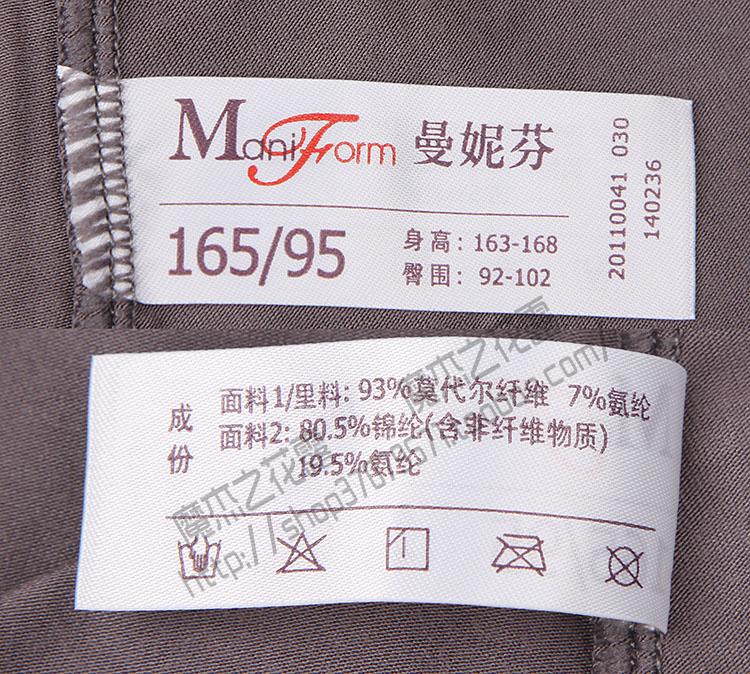 ManiForm 曼妮芬
165/95
身高: 163-168
臀围: 92-102
20110041 030
140236
成份
面料1/里料: 93%莫代尔纤维 7%氨纶
面料2: 80.5%锦纶(含非纤维物质)
19.5%氨纶